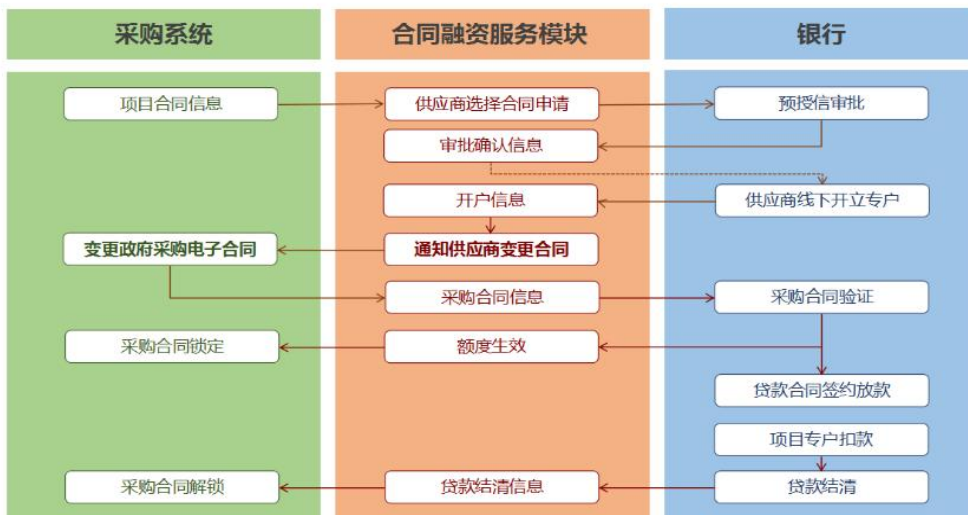 采购系统
合同融资服务模块
银行
项目合同信息
供应商选择合同申请
预授信审批
审批确认信息
开户信息
供应商线下开立专户
变更政府采购电子合同
通知供应商变更合同
采购合同信息
采购合同验证
采购合同锁定
额度生效
贷款合同签约放款
项目专户扣款
采购合同解锁
贷款结清信息
贷款结清